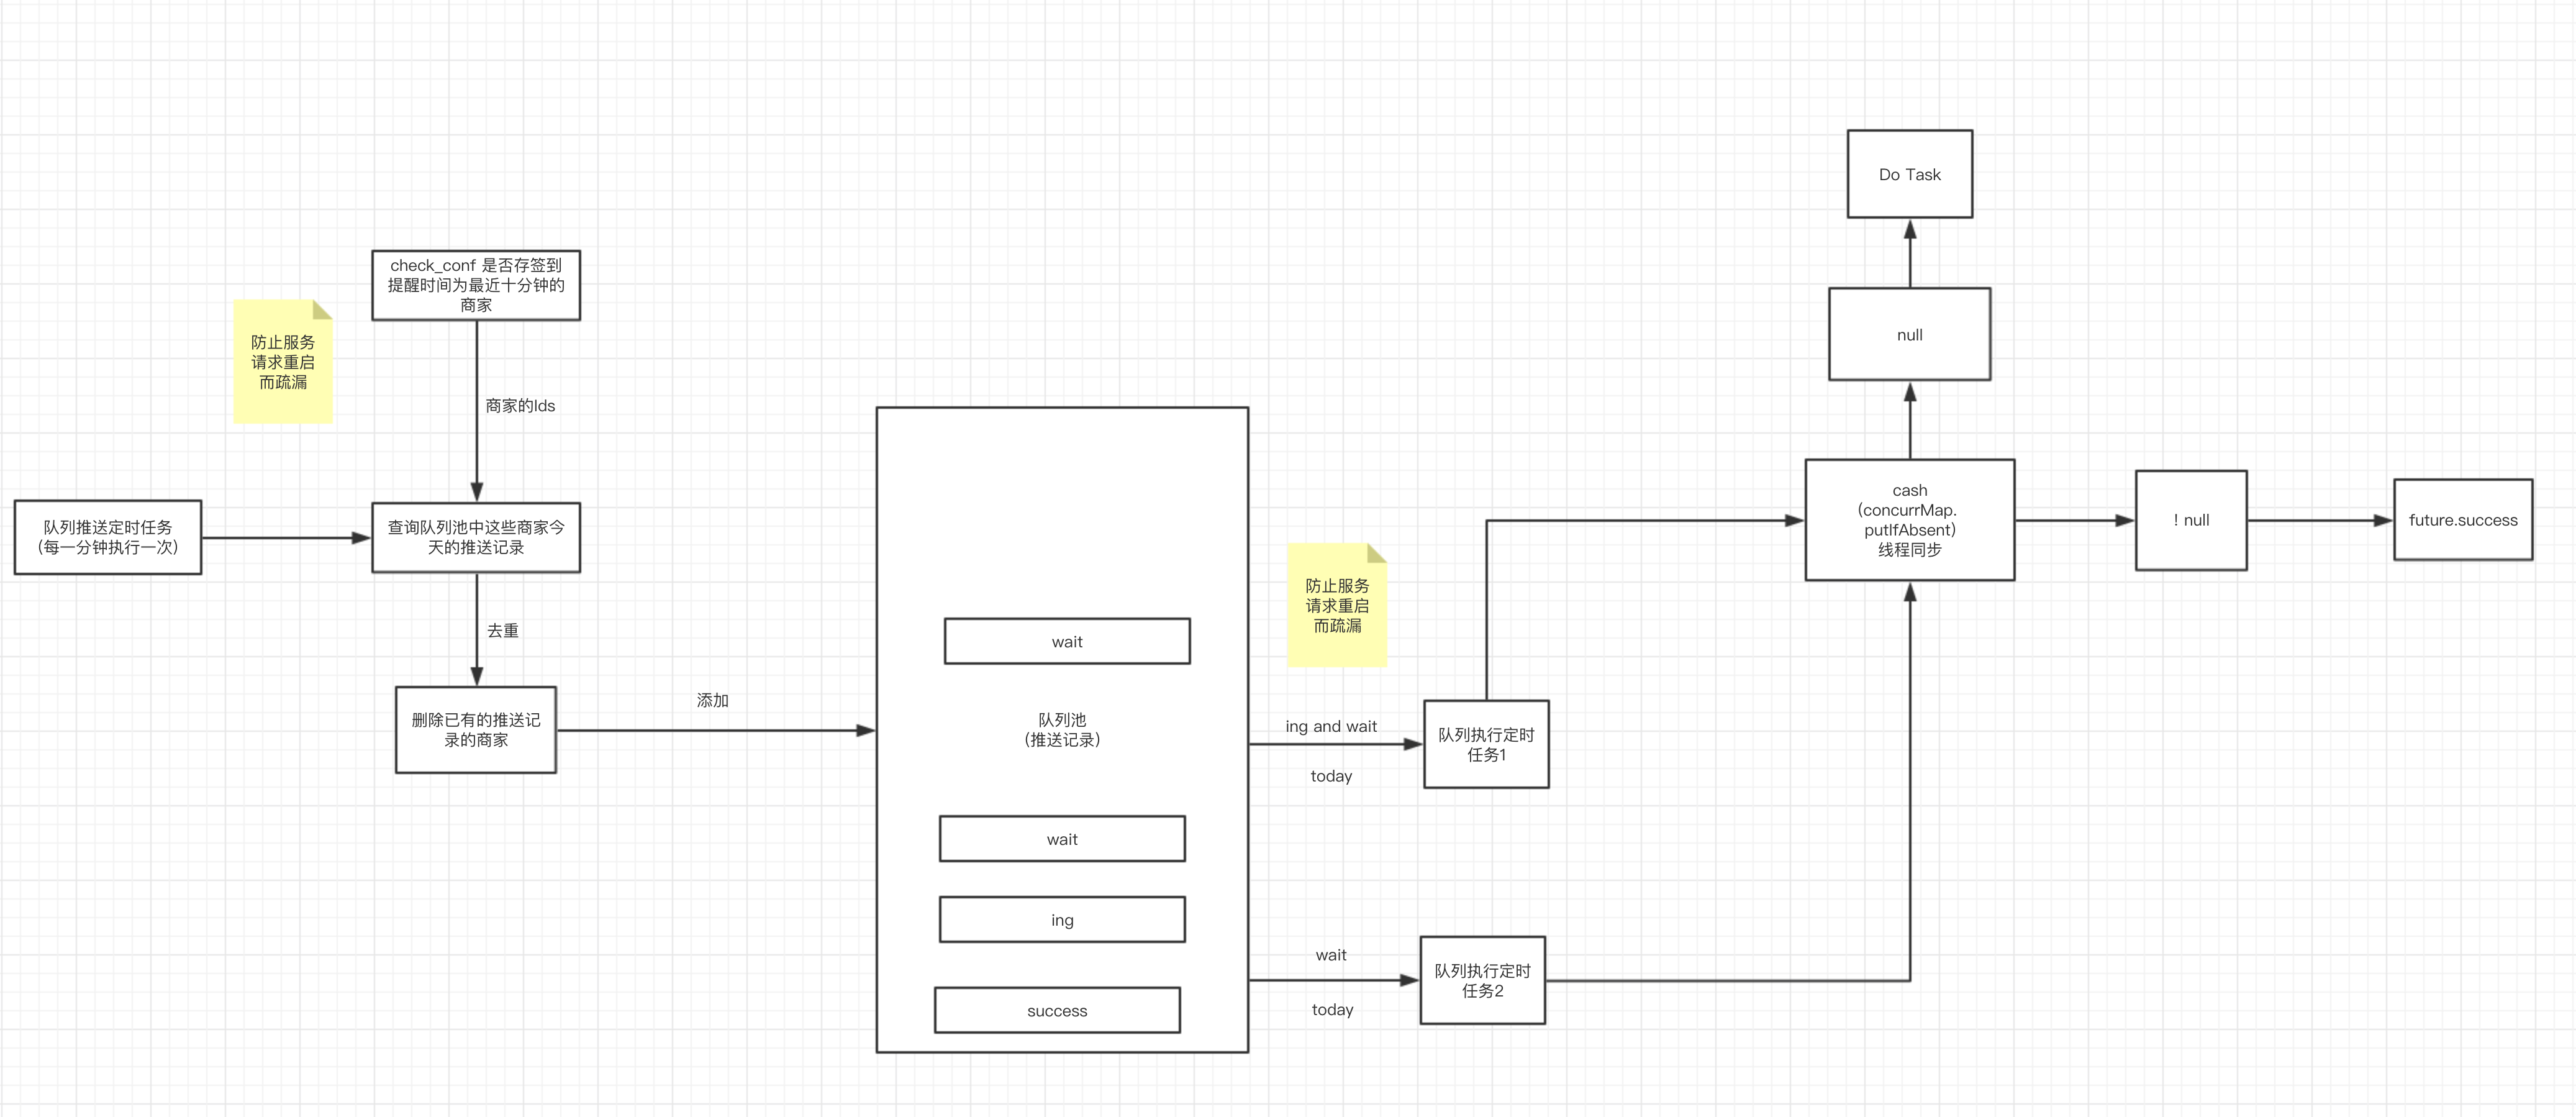 Do Task
check_conf 是否存签到
提醒时间为最近十分钟的
商家
防止服务
请求重启
而疏漏
null
商家的Ids
队列推送定时任务
(每一分钟执行一次)
查询队列池中这些商家今
天的推送记录
去重
删除已有的推送记
录的商家
添加
wait
队列池
(推送记录)
wait
ing
success
防止服务
请求重启
而疏漏
ing and wait
today
队列执行定时
任务1
wait
today
队列执行定时
任务2
cash
(concurrMap.
putIfAbsent)
线程同步
! null
future.success